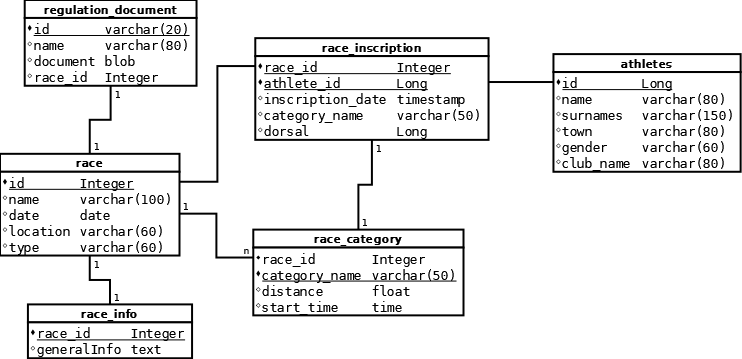 regulation_document
id varchar(20)
name varchar(80)
document blob
race_id Integer
1
1
race
id Integer
name varchar(100)
date date
location varchar(60)
type varchar(60)
1
n
1
1
race_info
race_id Integer
generalInfo text
race_inscription
race_id Integer
athlete_id Long
inscription_date timestamp
category_name varchar(50)
dorsal Long
1
1
race_category
race_id Integer
category_name varchar(50)
distance float
start_time time
athletes
id Long
name varchar(80)
surnames varchar(150)
town varchar(80)
gender varchar(60)
club_name varchar(80)